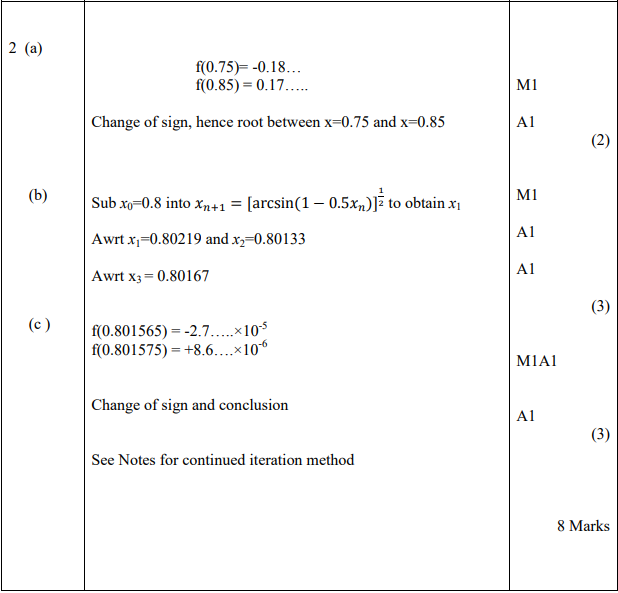 2 (a)
f(0.75)= -0.18…
f(0.85) = 0.17…..
M1
Change of sign, hence root between x=0.75 and x=0.85
A1
(2)
(b)
Sub x₀=0.8 into xₙ₊₁ = [arcsin(1 − 0.5xₙ)]^(1/2) to obtain x₁
M1
Awrt x₁=0.80219 and x₂=0.80133
A1
Awrt x₃ = 0.80167
A1
(3)
(c )
f(0.801565) = -2.7…..×10⁻⁵
f(0.801575) = +8.6….×10⁻⁶
M1A1
Change of sign and conclusion
A1
(3)
See Notes for continued iteration method
8 Marks